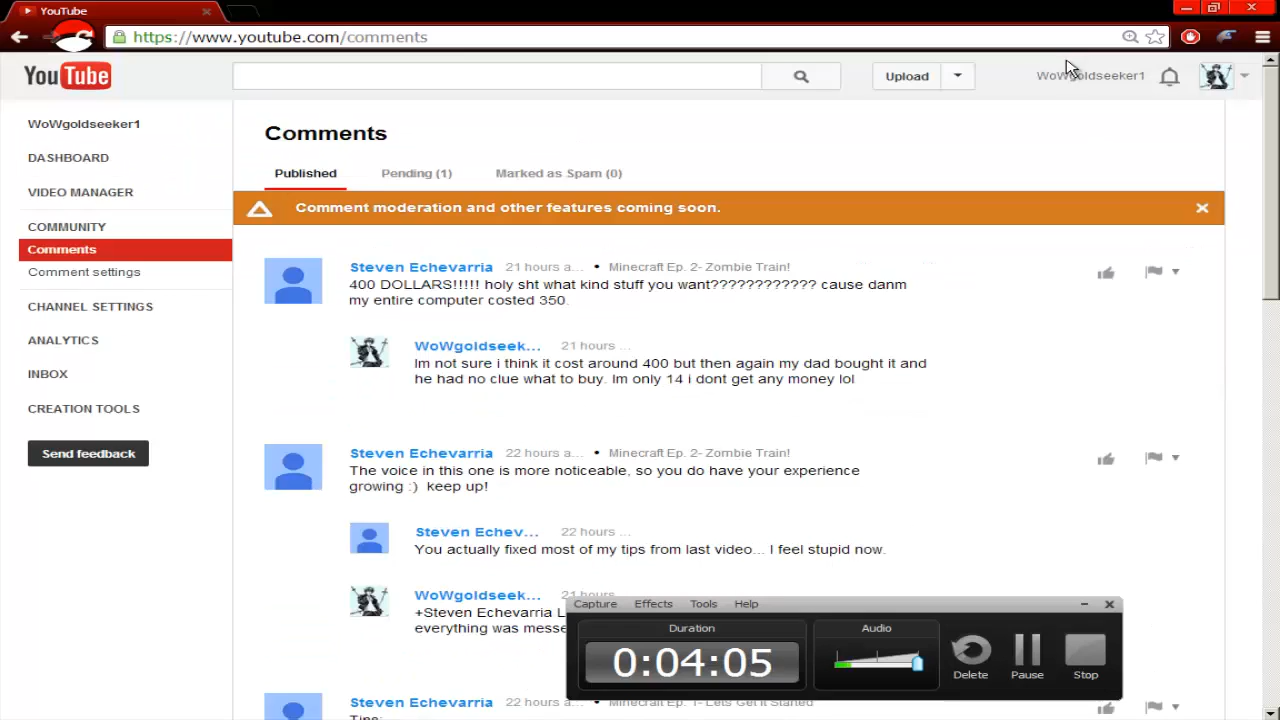 YouTube
https://www.youtube.com/comments
YouTube
Upload
WoWgoldseeker1
WoWgoldseeker1
DASHBOARD
VIDEO MANAGER
COMMUNITY
Comments
Comment settings
CHANNEL SETTINGS
ANALYTICS
INBOX
CREATION TOOLS
Send feedback
Comments
Published Pending (1) Marked as Spam (0)
Comment moderation and other features coming soon.
Steven Echevarria 21 hours a... • Minecraft Ep. 2- Zombie Train!
400 DOLLARS!!!!! holy sht what kind stuff you want???????????? cause danm
my entire computer costed 350.
WoWgoldseek... 21 hours ...
Im not sure i think it cost around 400 but then again my dad bought it and
he had no clue what to buy. Im only 14 i dont get any money lol
Steven Echevarria 22 hours a... • Minecraft Ep. 2- Zombie Train!
The voice in this one is more noticeable, so you do have your experience
growing :) keep up!
Steven Echev... 22 hours ...
You actually fixed most of my tips from last video... I feel stupid now.
WoWgoldseek... 21 hours
+Steven Echevarria L
everything was messe
Capture Effects Tools Help
Duration
0:04:05
Audio
Delete Pause Stop
Steven Echevarria 22 hours a... • Minecraft Ep. 1- Lets Get It Started